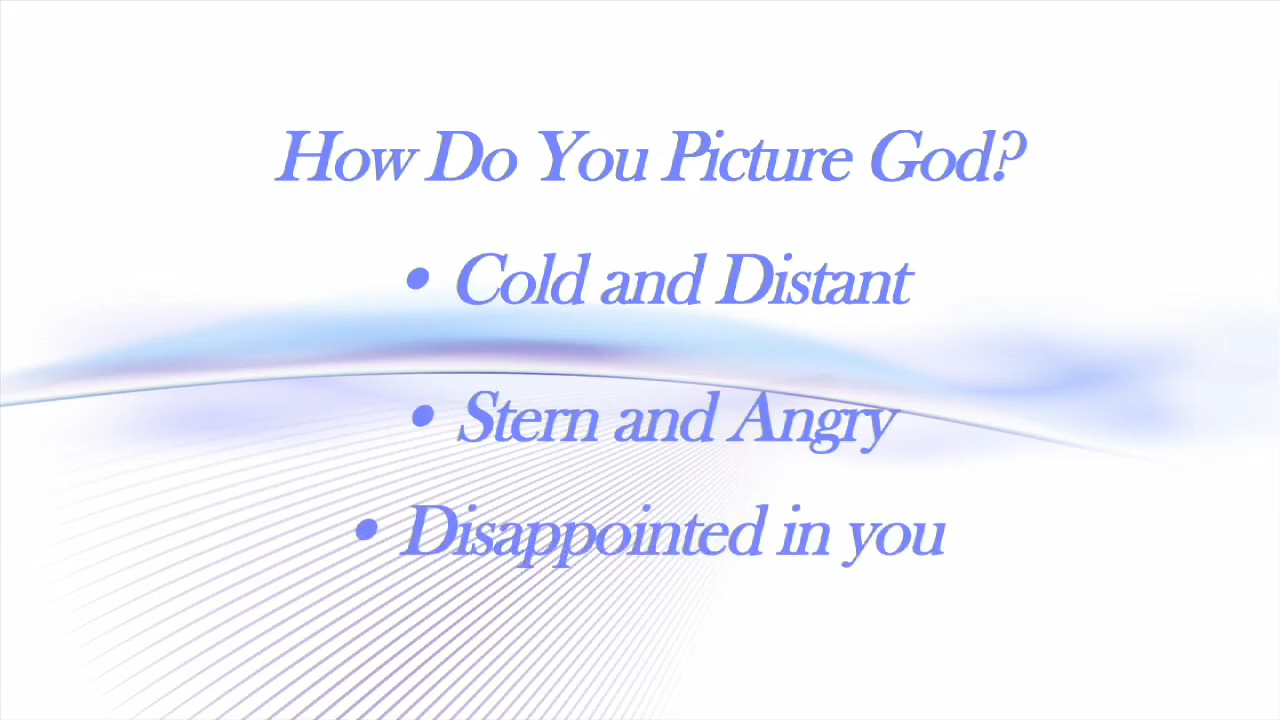 How Do You Picture God?
• Cold and Distant
• Stern and Angry
• Disappointed in you